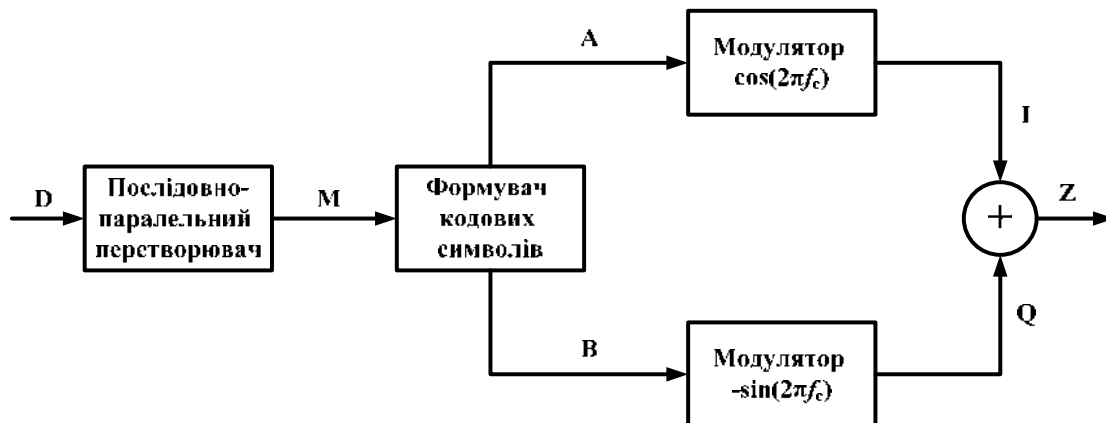 A
Модулятор
cos(2πfc)
I
D
Послідовно-
паралельний
перетворювач
M
Формувач
кодових
символів
+
Z
B
Модулятор
-sin(2πfc)
Q